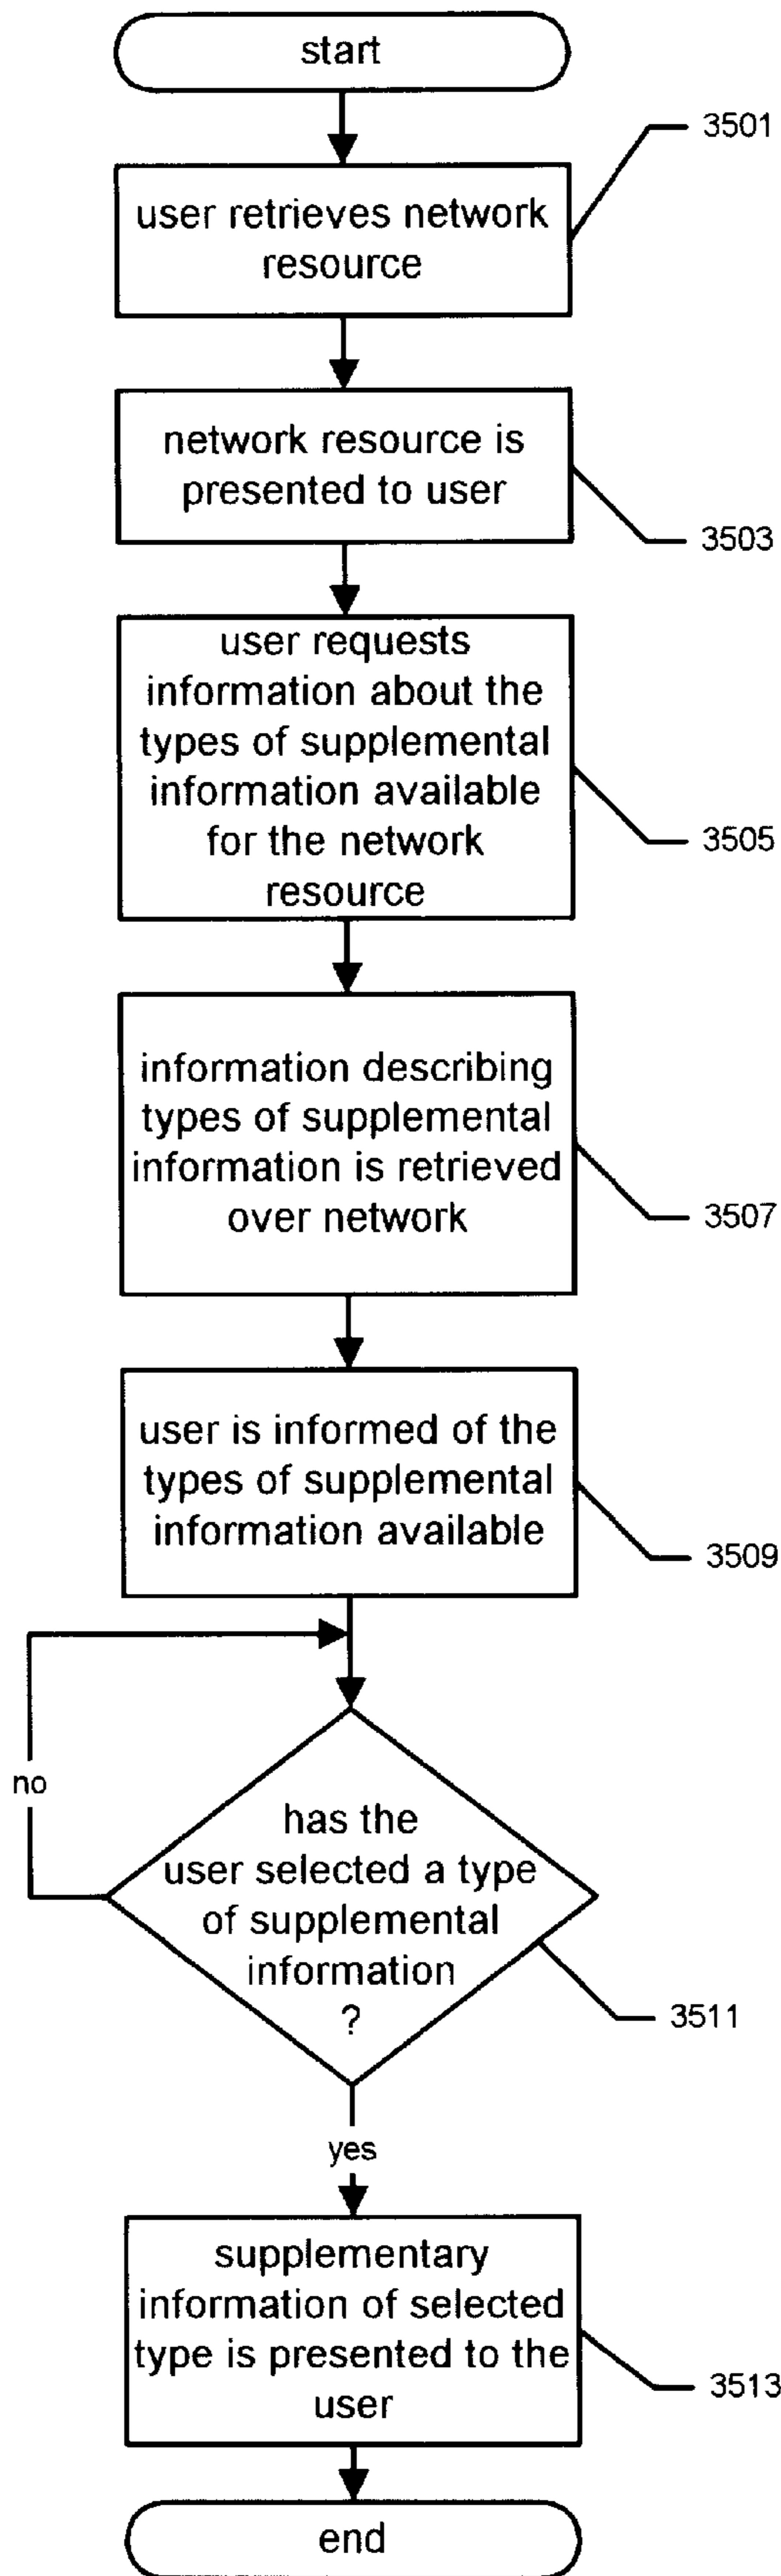 start
3501
user retrieves network
resource
network resource is
presented to user
3503
user requests
information about the
types of supplemental
information available
for the network
resource
3505
information describing
types of supplemental
information is retrieved
over network
3507
user is informed of the
types of supplemental
information available
3509
no
has the
user selected a type
of supplemental
information
?
3511
yes
supplementary
information of selected
type is presented to the
user
3513
end